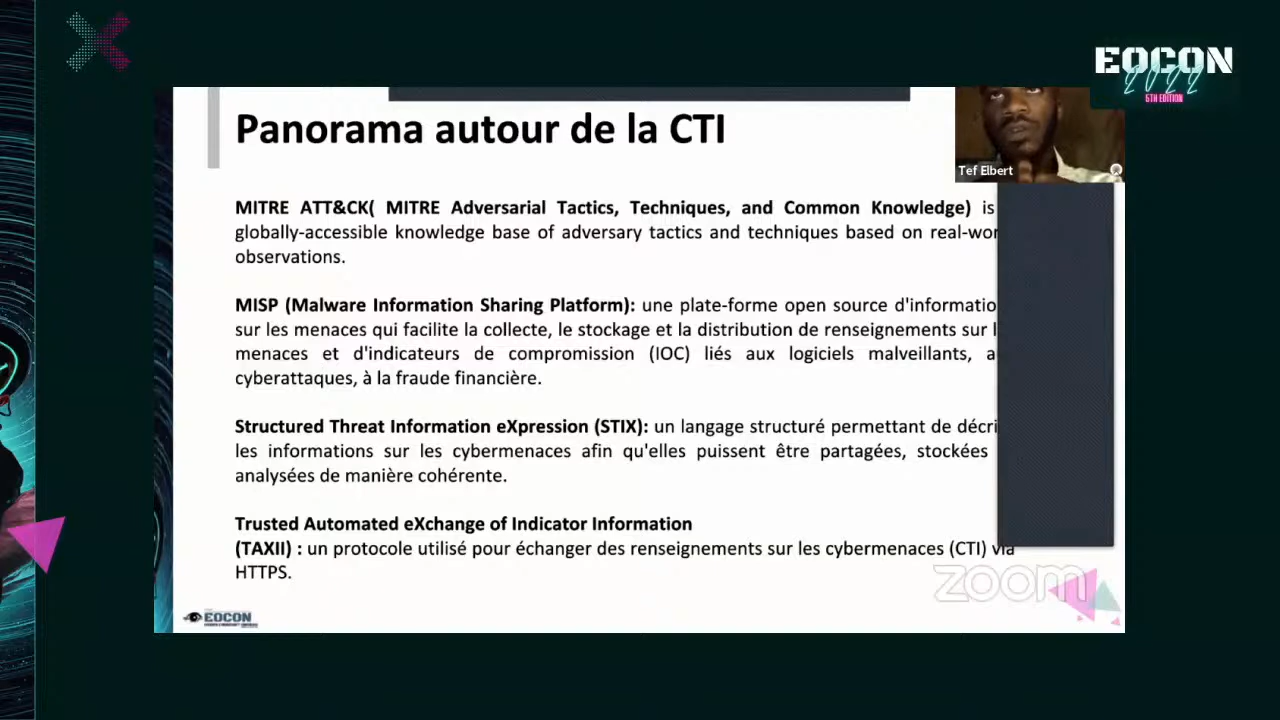 EOCON
2022
5TH EDITION
Panorama autour de la CTI
Tef Elbert
MITRE ATT&CK( MITRE Adversarial Tactics, Techniques, and Common Knowledge) is
globally-accessible knowledge base of adversary tactics and techniques based on
observations.
MISP (Malware Information Sharing Platform): une plate-forme open source
sur les menaces qui facilite la collecte, le stockage et la distribution de renseignements sur
menaces et d'indicateurs de compromission (IOC) liés aux logiciels malveillants,
cyberattaques, à la fraude financière.
Structured Threat Information eXpression (STIX): un langage structuré permettant de
les informations sur les cybermenaces afin qu'elles puissent être partagées, stockées
analysées de manière cohérente.
Trusted Automated eXchange of Indicator Information
(TAXII) : un protocole utilisé pour échanger des renseignements sur les cybermenaces (CTI) via
HTTPS.
zoom
EOCON